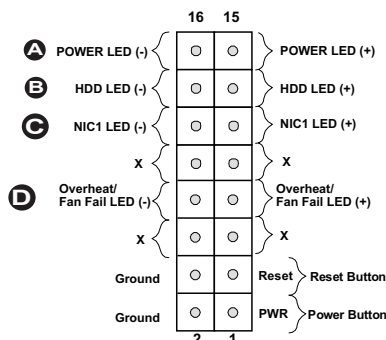 16 15
A POWER LED (-) POWER LED (+)
B HDD LED (-) HDD LED (+)
C NIC1 LED (-) NIC1 LED (+)
X X
D Overheat/ Overheat/
Fan Fail LED (-) Fan Fail LED (+)
X X
Ground Reset Reset Button
Ground PWR Power Button
2 1